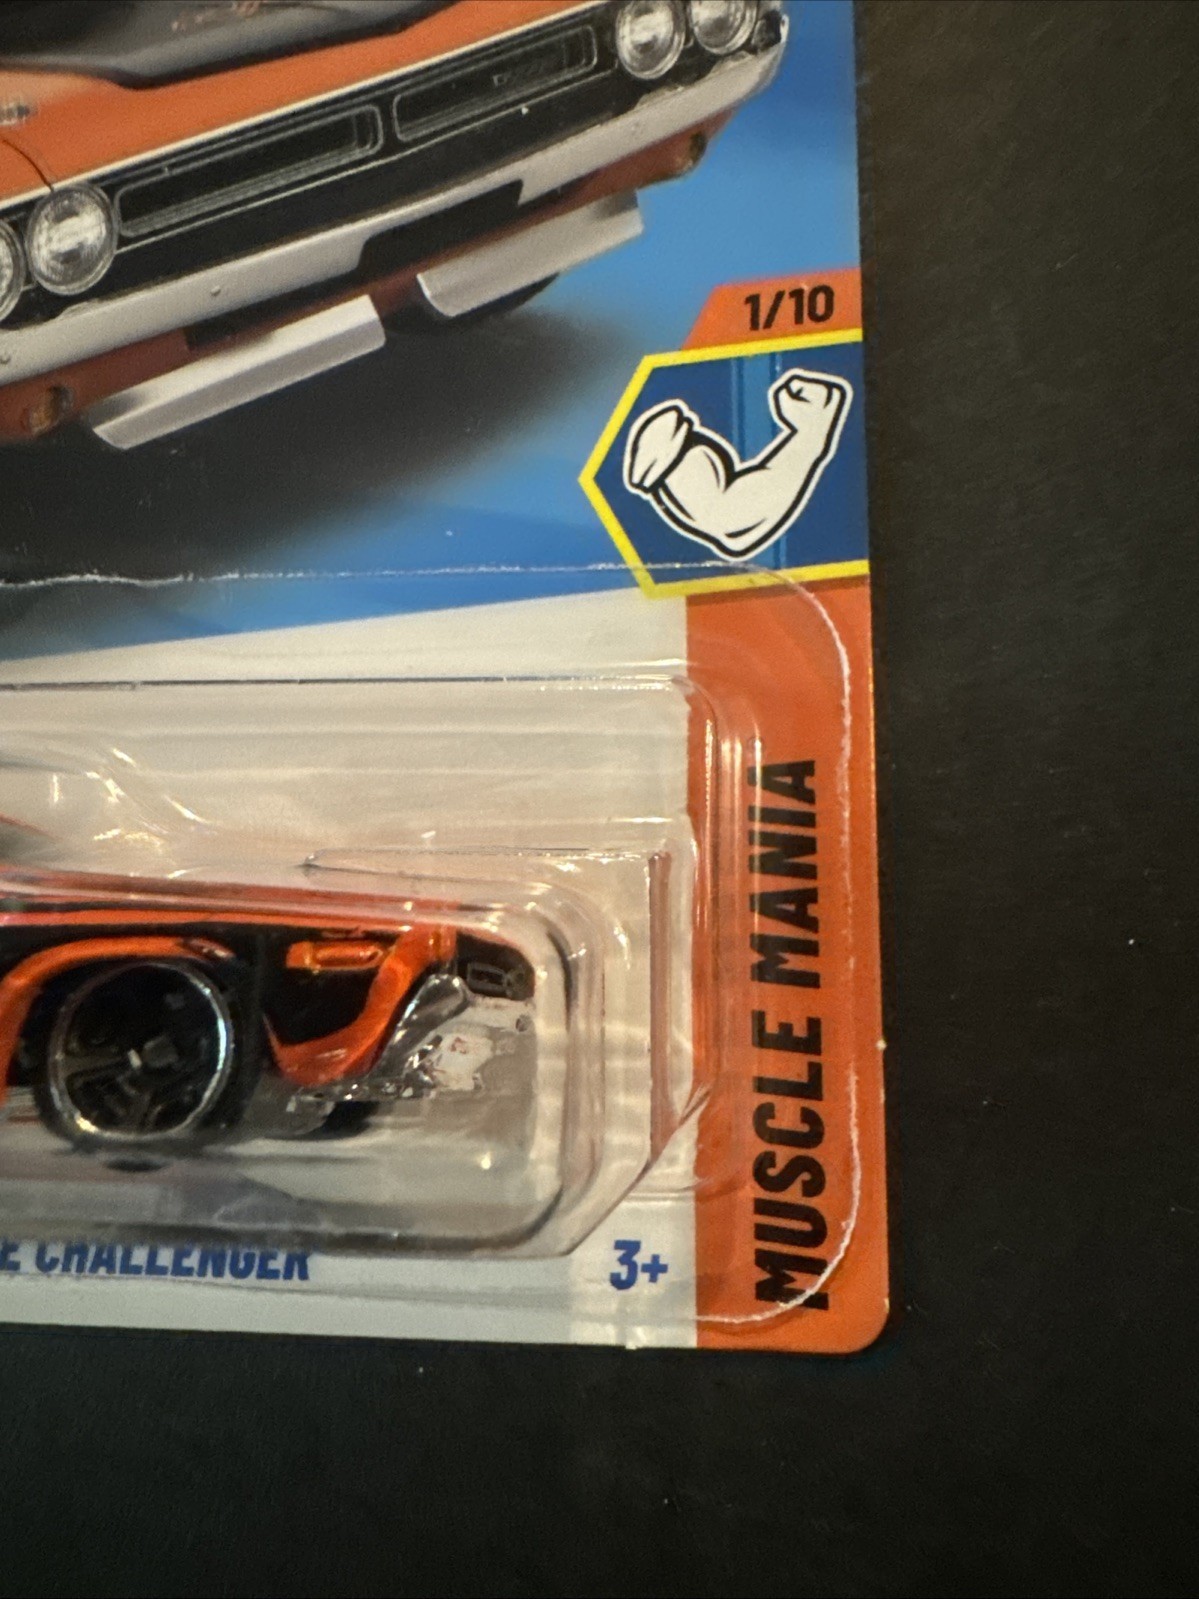 1/10
MUSCLE MANIA
E CHALLENGER
3+